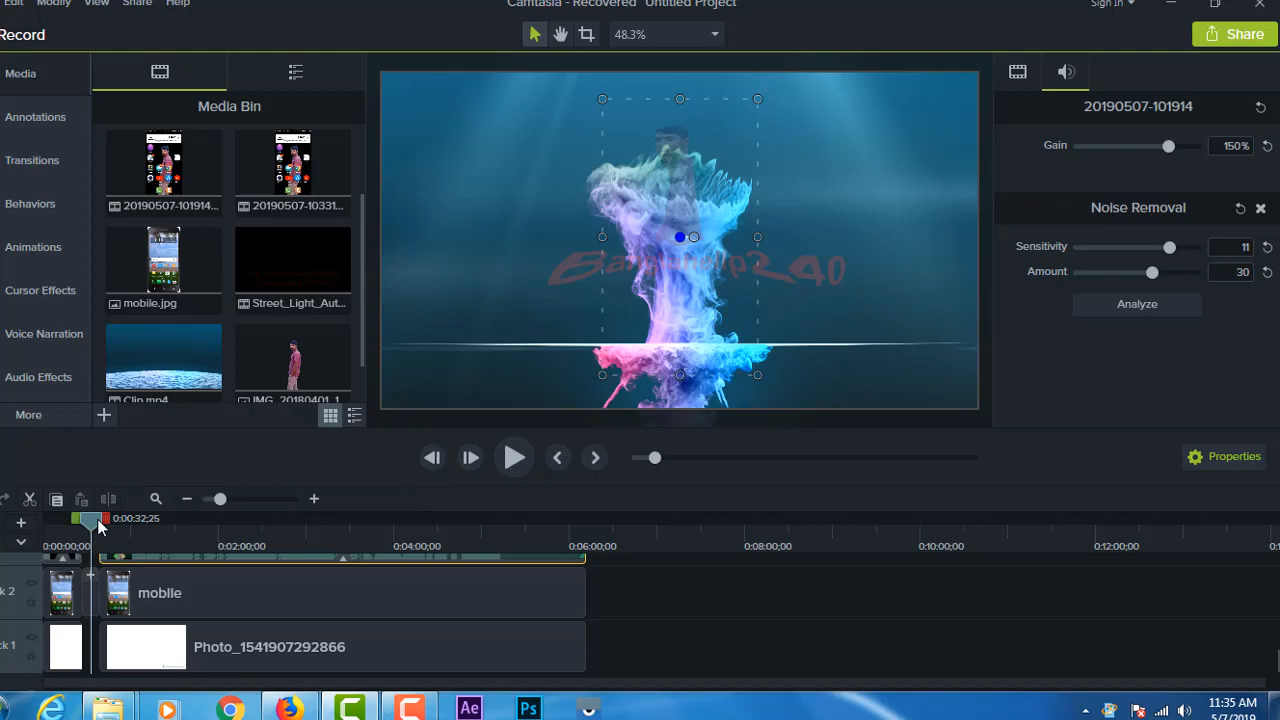 Edit Modify View Share Help
Camtasia - Recovered Untitled Project
Sign In
Record
48.3%
Share
Media
Annotations
Transitions
Behaviors
Animations
Cursor Effects
Voice Narration
Audio Effects
More
Media Bin
20190507-101914...
20190507-10331...
mobile.jpg
Street_Light_Aut...
Clip.mp4
IMG_20180401_1
20190507-101914
Gain
150%
Noise Removal
Sensitivity
11
Amount
30
Analyze
Properties
0:00:32;25
0:00:00;00
0:02:00;00
0:04:00;00
0:06:00;00
0:08:00;00
0:10:00;00
0:12:00;00
k 2
mobile
ck 1
Photo_1541907292866
Ae
Ps
11:35 AM
5/7/2019